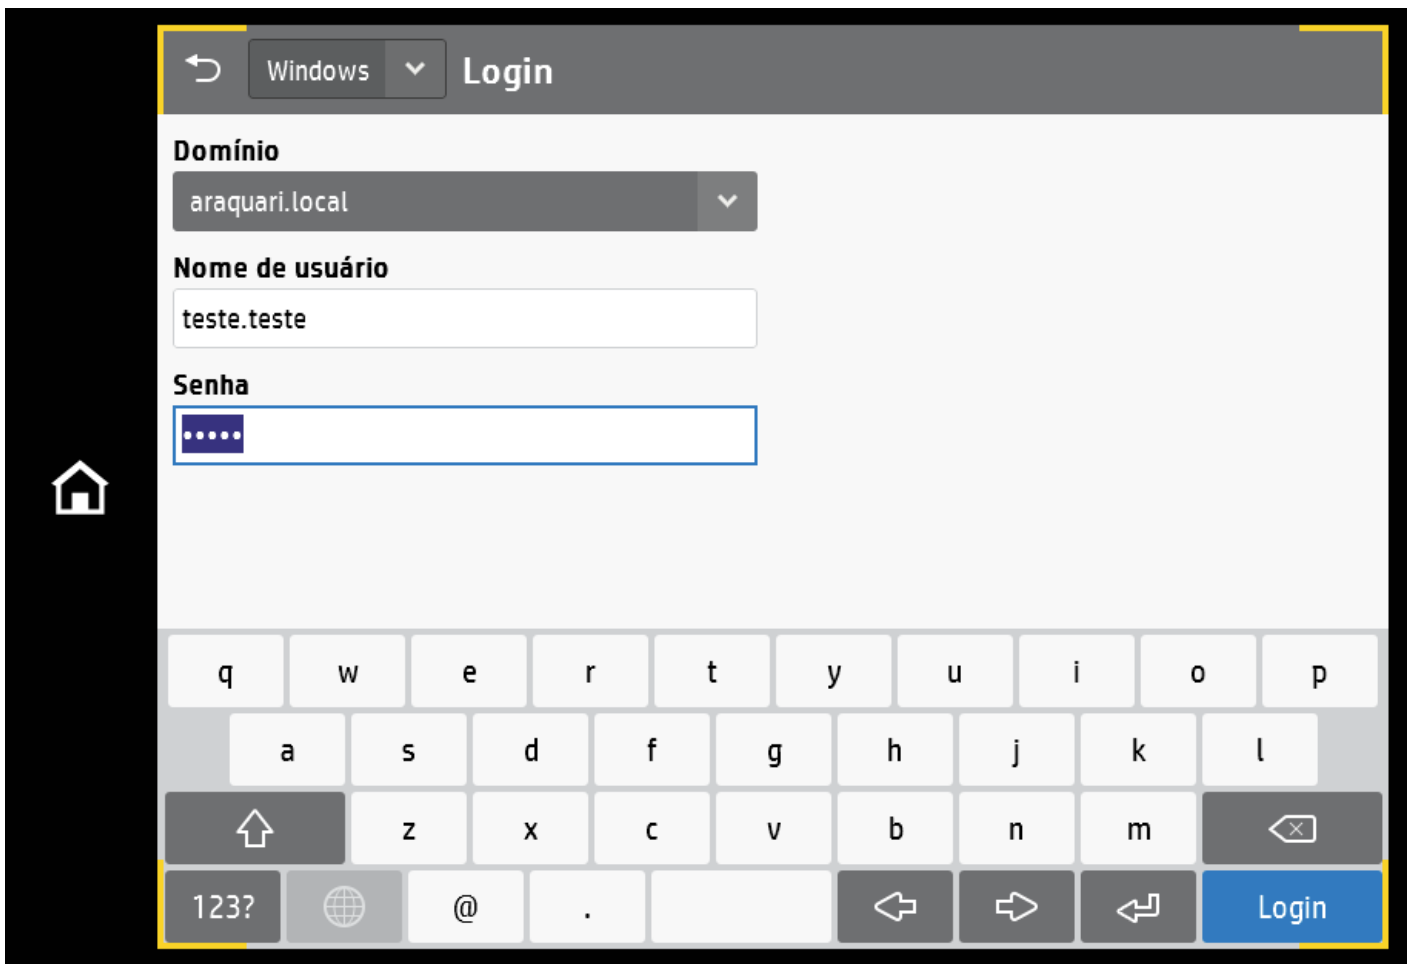 Windows Login
Domínio
araquari.local
Nome de usuário
teste.teste
Senha
•••••
q w e r t y u i o p
a s d f g h j k l
z x c v b n m
123? @ . Login